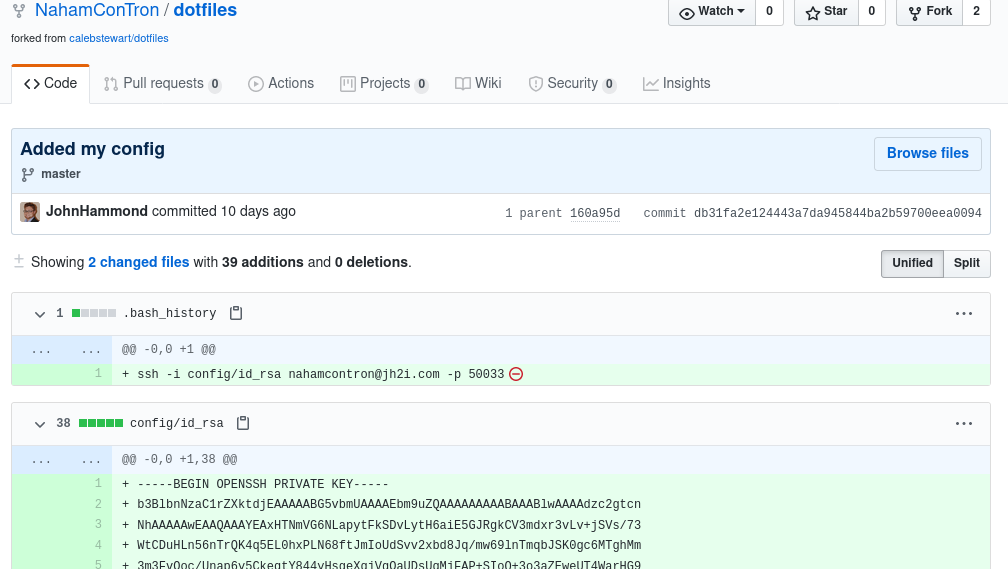 NahamConTron / dotfiles
Watch 0 Star 0 Fork 2
forked from calebstewart/dotfiles
Code Pull requests 0 Actions Projects 0 Wiki Security 0 Insights
Added my config
Browse files
master
JohnHammond committed 10 days ago 1 parent 160a95d commit db31fa2e124443a7da945844ba2b59700eea0094
Showing 2 changed files with 39 additions and 0 deletions.
Unified Split
1 .bash_history ...
... ... @@ -0,0 +1 @@
1 + ssh -i config/id_rsa nahamcontron@jh2i.com -p 50033
38 config/id_rsa ...
... ... @@ -0,0 +1,38 @@
1 + -----BEGIN OPENSSH PRIVATE KEY-----
2 + b3BlbnNzaC1rZXktdjEAAAAABG5vbmUAAAAEbm9uZQAAAAAAAAABAAABlwAAAAdzc2gtcn
3 + NhAAAAAwEAAQAAAYEAxHTNmVG6NLapytFkSDvLytH6aiE5GJRgkCV3mdxr3vLv+jSVs/73
4 + WtCDuHLn56nTrQK4q5EL0hxPLN68ftJmIoUdSvv2xbd8Jq/mw69lnTmqbJSK0gc6MTghMm
5